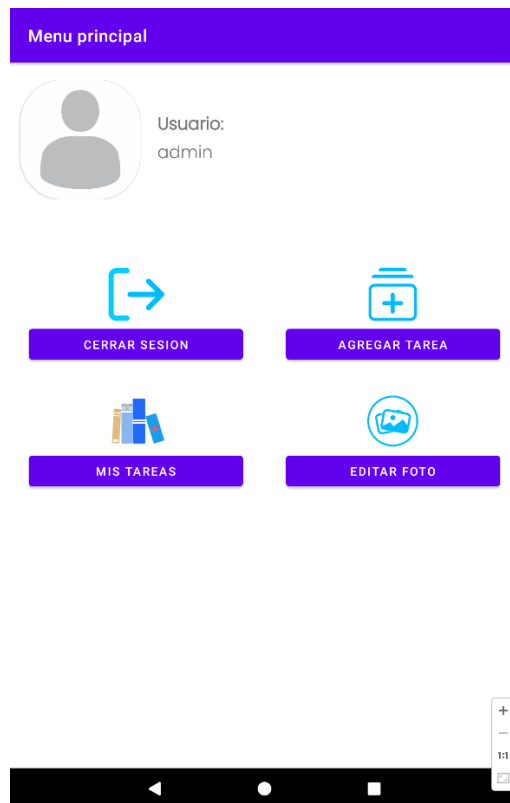 Menu principal
Usuario:
admin
CERRAR SESION
AGREGAR TAREA
MIS TAREAS
EDITAR FOTO
1:1